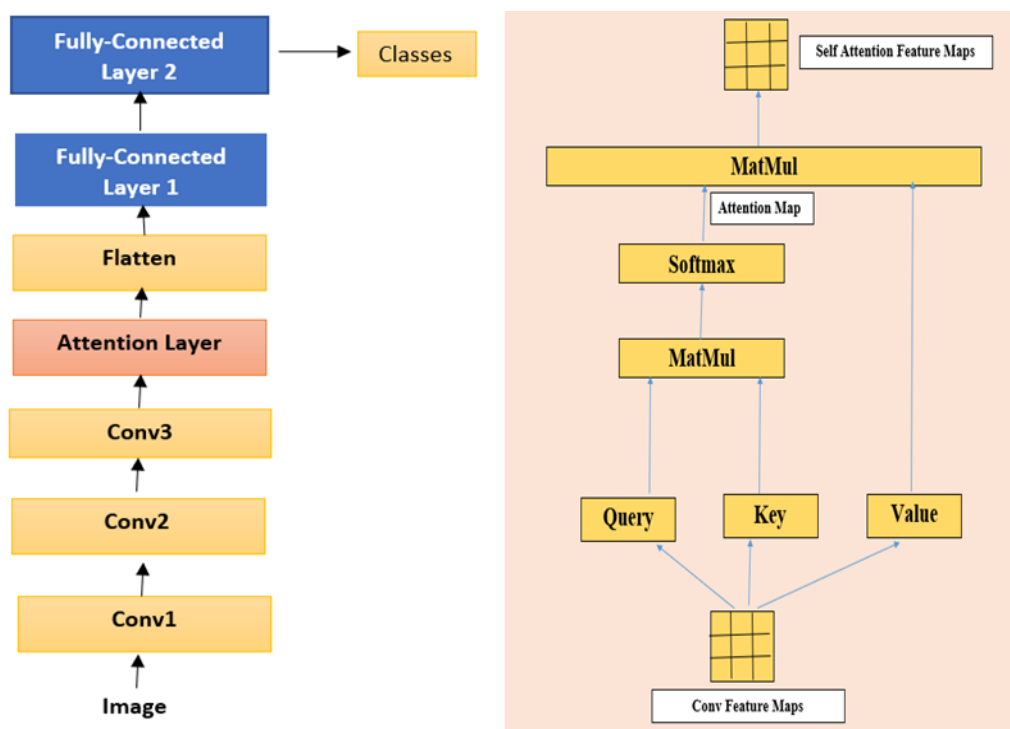 Fully-Connected
Layer 2
Classes
Fully-Connected
Layer 1
Flatten
Attention Layer
Conv3
Conv2
Conv1
Image
Self Attention Feature Maps
MatMul
Attention Map
Softmax
MatMul
Query
Key
Value
Conv Feature Maps